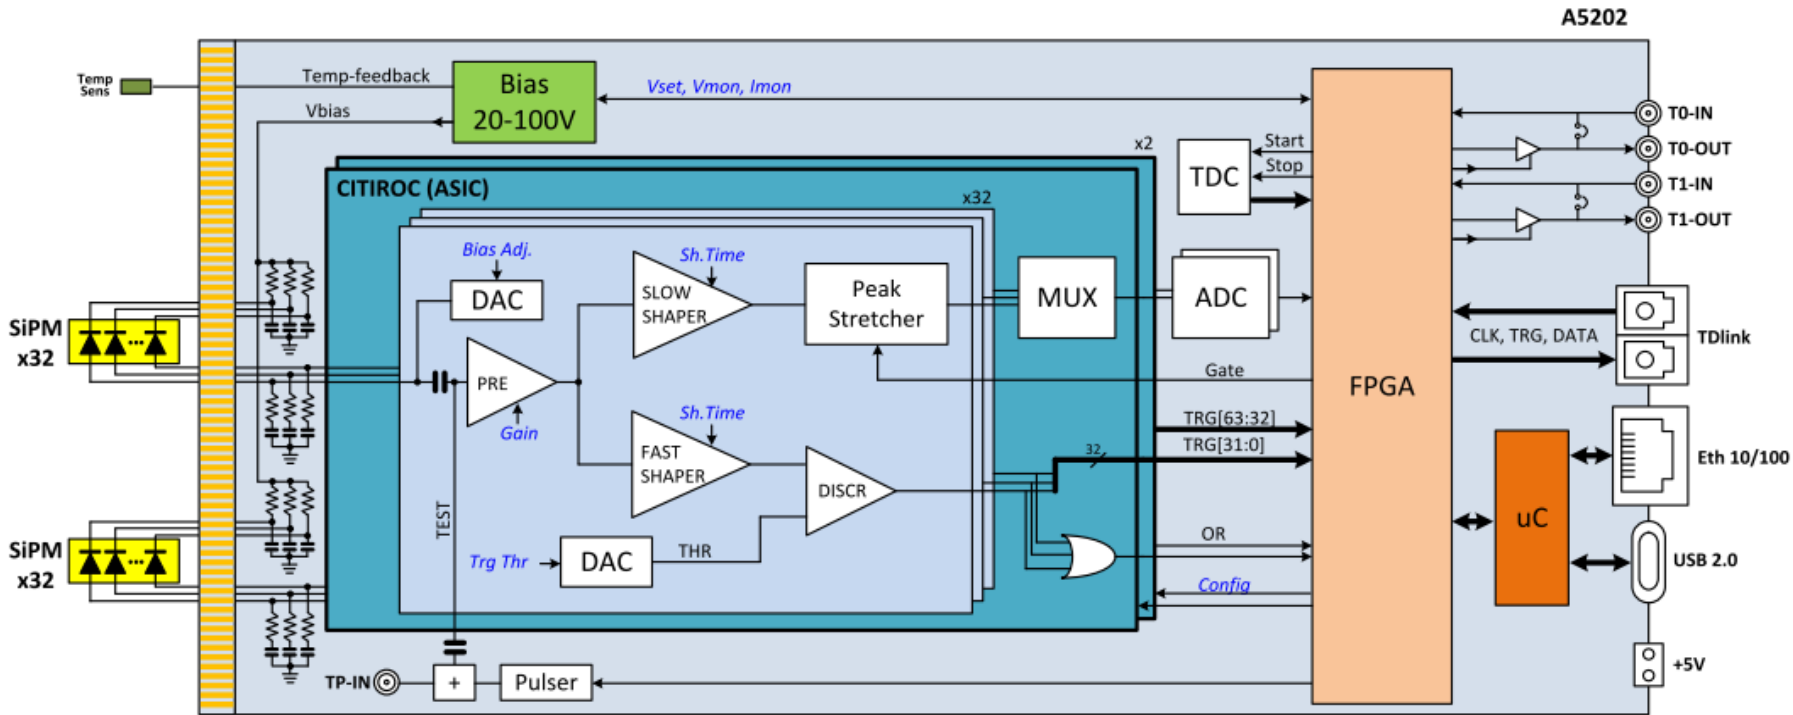 A5202
Temp
Sens
Temp-feedback
Vbias
Bias
20-100V
Vset, Vmon, Imon
T0-IN
T0-OUT
T1-IN
T1-OUT
x2
TDC
Start
Stop
CITIROC (ASIC)
x32
Bias Adj.
DAC
Sh.Time
SLOW
SHAPER
Peak
Stretcher
MUX
ADC
SiPM
x32
PRE
Gain
Gate
FPGA
CLK, TRG, DATA
TDlink
Sh.Time
FAST
SHAPER
DISCR
TRG[63:32]
TRG[31:0]
32
Eth 10/100
TEST
SiPM
x32
Trg Thr
DAC
THR
OR
Config
uC
USB 2.0
TP-IN
+
Pulser
+5V